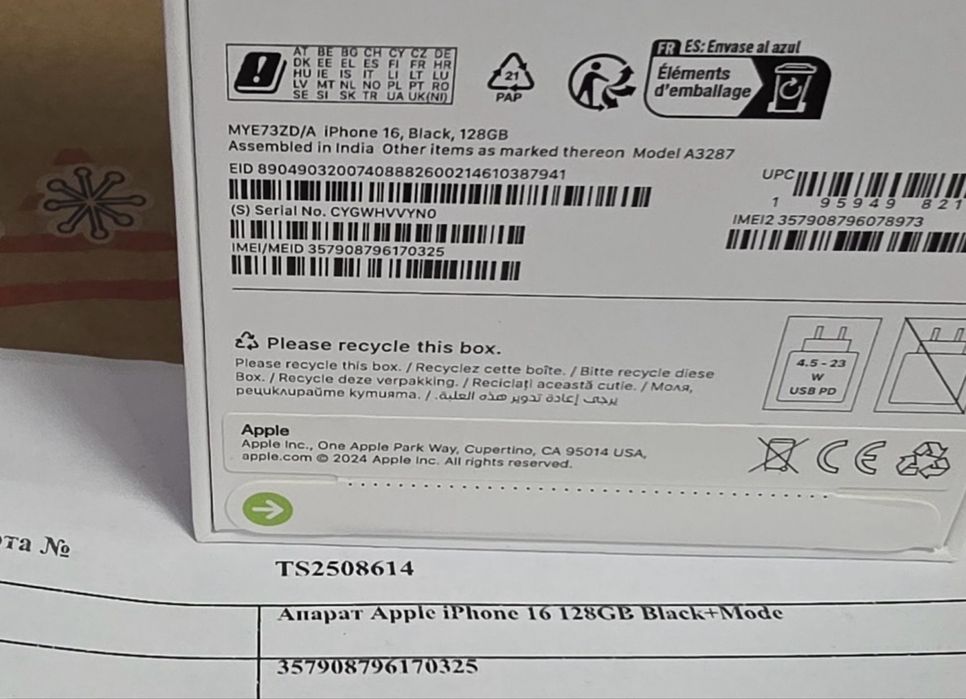 AT BE BG CH CY CZ DE
DK EE EL ES FI FR HR
HU IE IS IT LI LT LU
LV MT NL NO PL PT RO
SE SI SK TR UA UK(NI)
21
PAP
FR ES: Envase al azul
Éléments
d'emballage
MYE73ZD/A iPhone 16, Black, 128GB
Assembled in India Other items as marked thereon Model A3287
EID 89049032007408882600214610387941
UPC
1 95949 821
(S) Serial No. CYGWHVVYN0
IMEI2 357908796078973
IMEI/MEID 357908796170325
Please recycle this box.
Please recycle this box. / Recyclez cette boîte. / Bitte recycle diese
Box. / Recycle deze verpakking. / Reciclați această cutie. / Моля,
рециклирайте кутията. / يرجى إعادة تدوير هذه العلبة.
4.5 - 23
W
USB PD
Apple
Apple Inc., One Apple Park Way, Cupertino, CA 95014 USA,
apple.com © 2024 Apple Inc. All rights reserved.
CE
та №
TS2508614
Апарат Apple iPhone 16 128GB Black+Mode
357908796170325